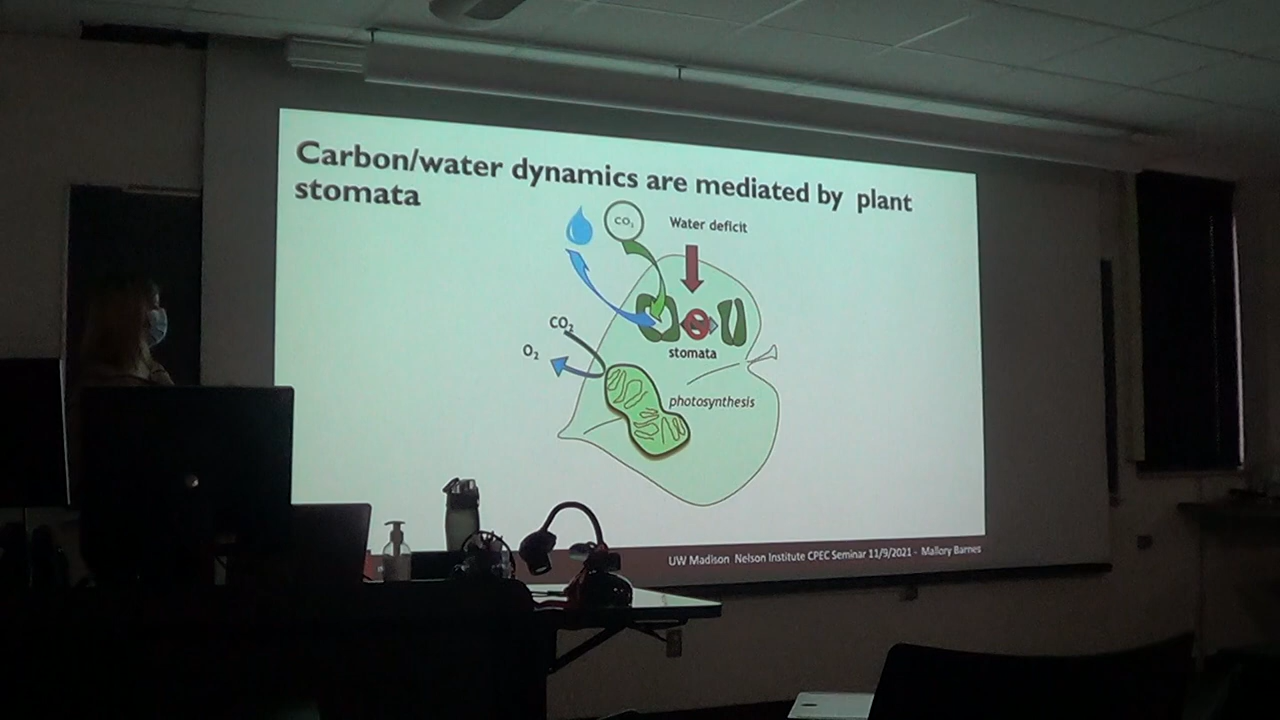 Carbon/water dynamics are mediated by plant
stomata
CO₂
Water deficit
CO₂
O₂
stomata
photosynthesis
UW Madison Nelson Institute CPEC Seminar 11/9/2021 - Mallory Barnes